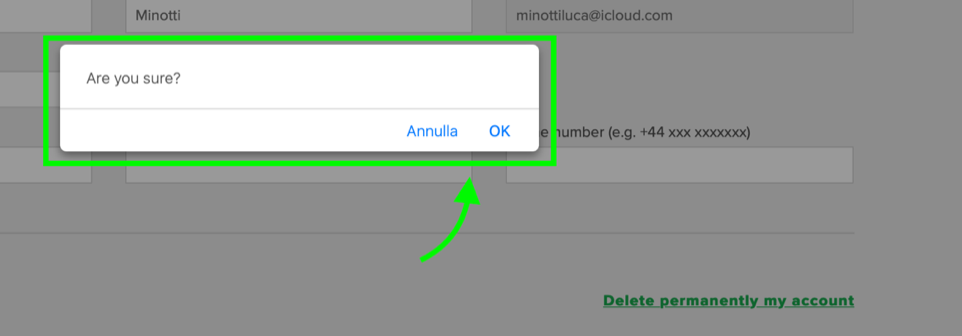 Minotti
minottiluca@icloud.com
Are you sure?
Annulla
OK
number (e.g. +44 xxx xxxxxxx)
Delete permanently my account